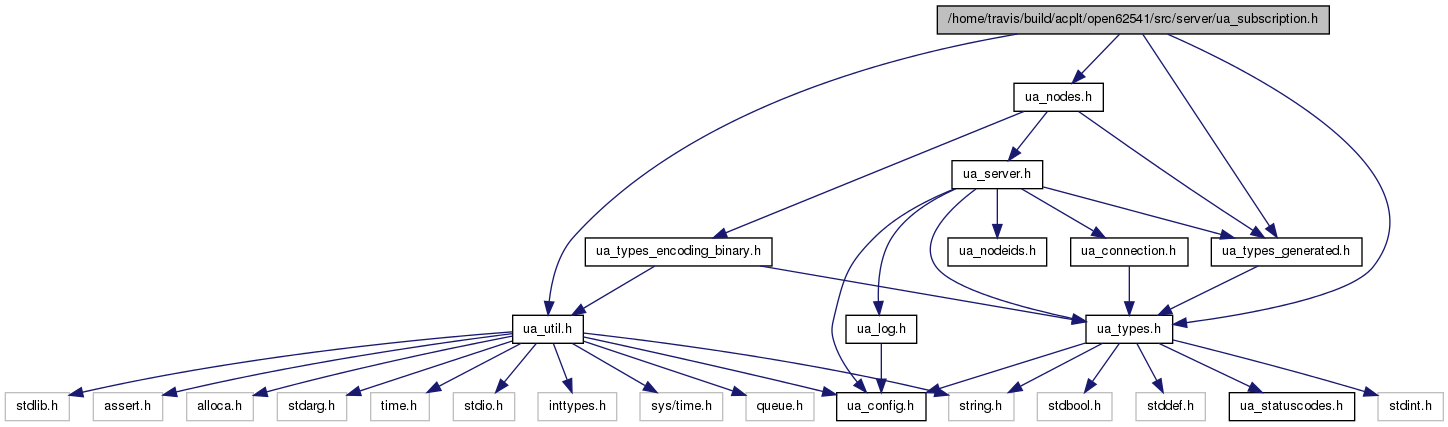 /home/travis/build/acplt/open62541/src/server/ua_subscription.h
ua_nodes.h
ua_server.h
ua_types_encoding_binary.h
ua_nodeids.h
ua_connection.h
ua_types_generated.h
ua_util.h
ua_log.h
ua_types.h
stdlib.h
assert.h
alloca.h
stdarg.h
time.h
stdio.h
inttypes.h
sys/time.h
queue.h
ua_config.h
string.h
stdbool.h
stddef.h
ua_statuscodes.h
stdint.h